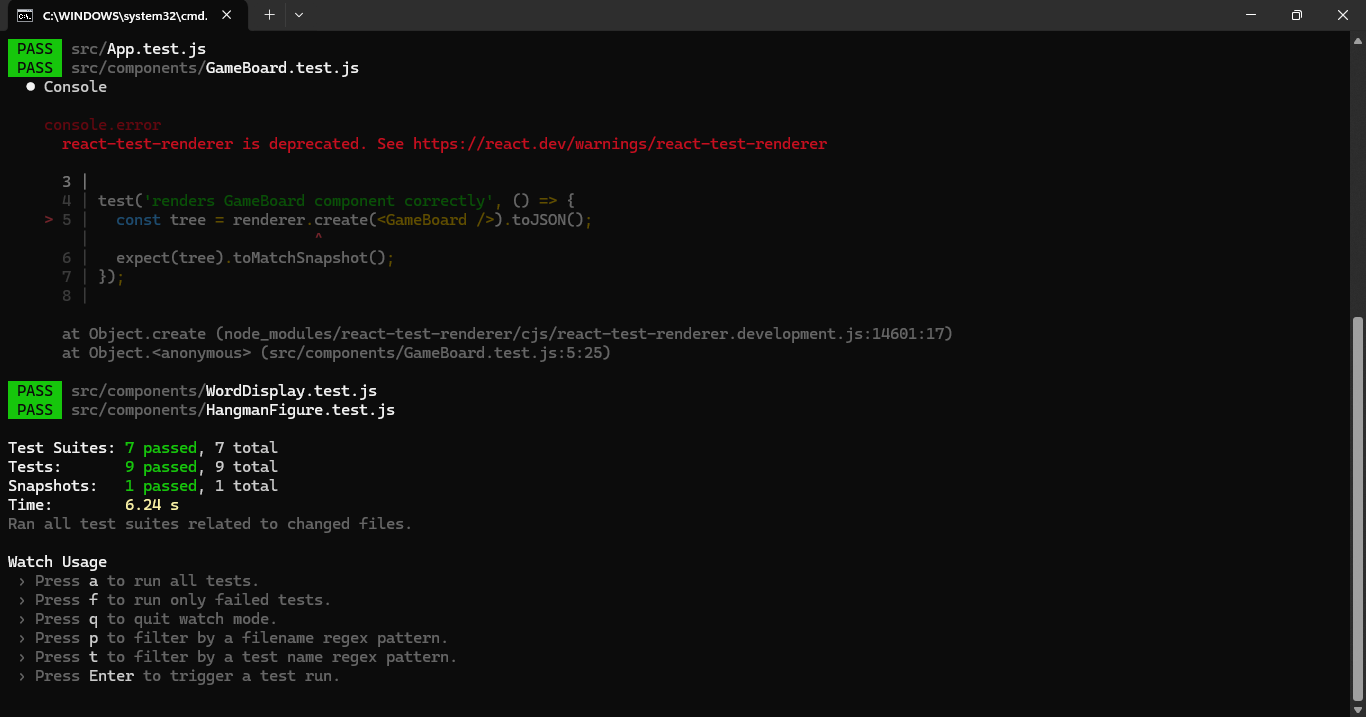 C:\WINDOWS\system32\cmd.
PASS src/App.test.js
PASS src/components/GameBoard.test.js
● Console
console.error
react-test-renderer is deprecated. See https://react.dev/warnings/react-test-renderer
3 |
4 | test('renders GameBoard component correctly', () => {
> 5 |   const tree = renderer.create(<GameBoard />).toJSON();
|                         ^
6 |   expect(tree).toMatchSnapshot();
7 | });
8 |
at Object.create (node_modules/react-test-renderer/cjs/react-test-renderer.development.js:14601:17)
at Object.<anonymous> (src/components/GameBoard.test.js:5:25)
PASS src/components/WordDisplay.test.js
PASS src/components/HangmanFigure.test.js
Test Suites: 7 passed, 7 total
Tests:       9 passed, 9 total
Snapshots:   1 passed, 1 total
Time:        6.24 s
Ran all test suites related to changed files.
Watch Usage
› Press a to run all tests.
› Press f to run only failed tests.
› Press q to quit watch mode.
› Press p to filter by a filename regex pattern.
› Press t to filter by a test name regex pattern.
› Press Enter to trigger a test run.